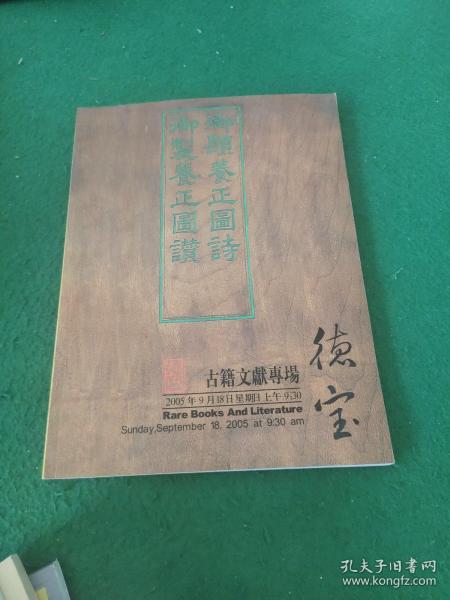 御題養正圖詩
御製養正圖讚
古籍文獻專場
2005年9月18日星期日上午9:30
Rare Books And Literature
Sunday,September 18, 2005 at 9:30 am
德宝
孔夫子旧书网
www.kongfz.com